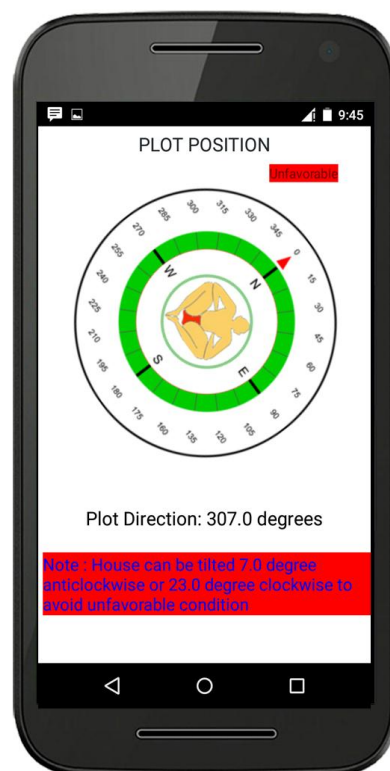 9:45
PLOT POSITION
Unfavorable
0
15
30
45
60
75
90
105
120
135
160
175
180
195
210
225
240
255
270
285
300
315
330
345
N
E
S
W
Plot Direction: 307.0 degrees
Note : House can be tilted 7.0 degree
anticlockwise or 23.0 degree clockwise to
avoid unfavorable condition